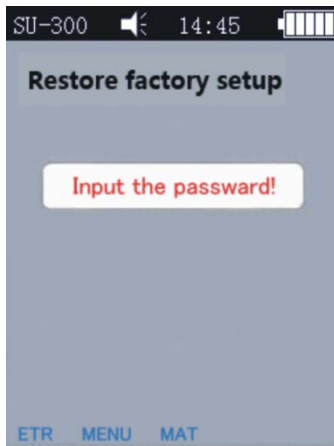 SU-300 14:45
Restore factory setup
Input the passward!
ETR MENU MAT